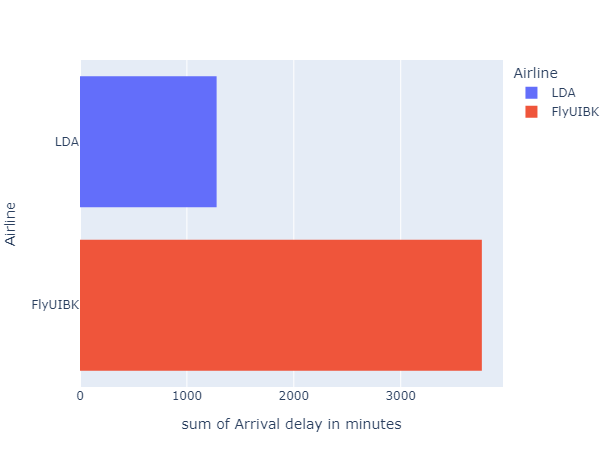 Airline
LDA
FlyUIBK
LDA
FlyUIBK
Airline
0 1000 2000 3000
sum of Arrival delay in minutes